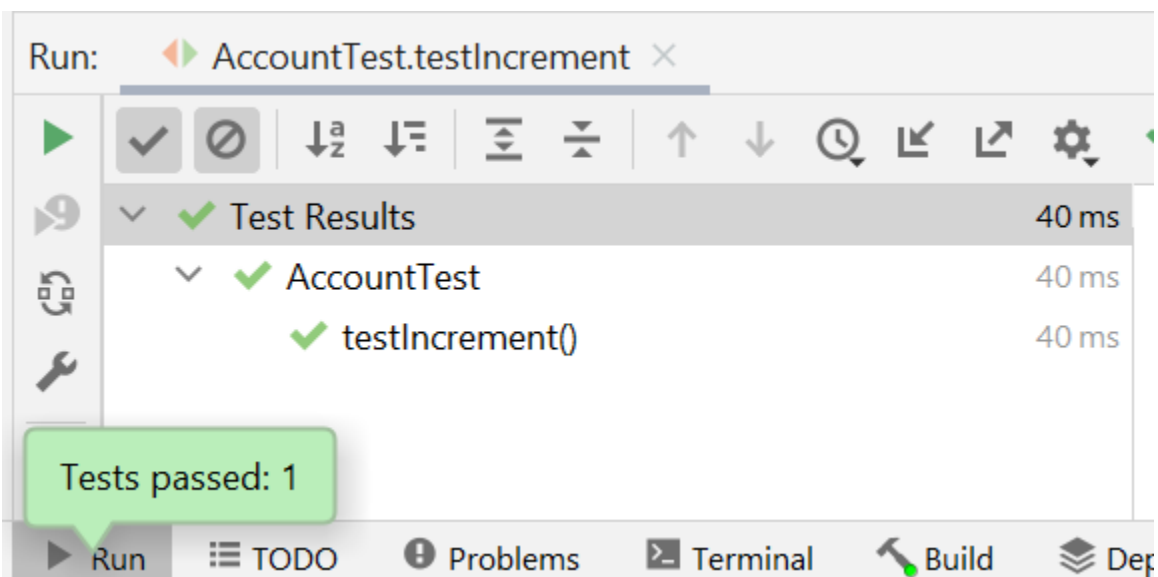 Run: AccountTest.testIncrement
Test Results 40 ms
AccountTest 40 ms
testIncrement() 40 ms
Tests passed: 1
Run TODO Problems Terminal Build Dep